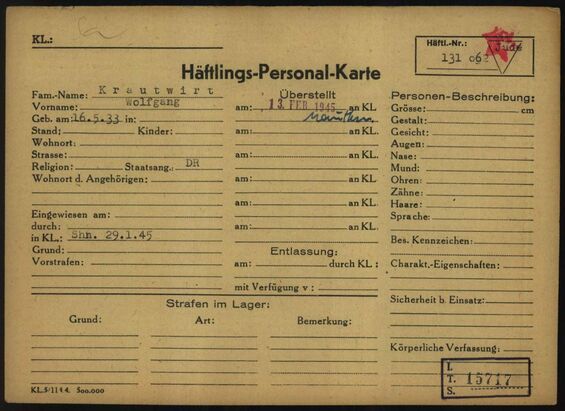 KL.:
Häftl.-Nr.:
131 062
Jude
Häftlings-Personal-Karte
Fam.-Name: Krautwirt
Vorname: Wolfgang
Geb. am: 16.5.33 in:
Stand: Kinder:
Wohnort:
Strasse:
Religion: Staatsang.: DR
Wohnort d. Angehörigen:
Eingewiesen am:
durch:
in KL.: Shn. 29.1.45
Grund:
Vorstrafen:
Überstellt
am: 13. FEB. 1945 an KL.
am: an KL.
am: an KL.
am: an KL.
am: an KL.
am: an KL.
Entlassung:
am: durch KL.:
mit Verfügung v.:
Personen-Beschreibung:
Grösse: cm
Gestalt:
Gesicht:
Augen:
Nase:
Mund:
Ohren:
Zähne:
Haare:
Sprache:
Bes. Kennzeichen:
Charakt.-Eigenschaften:
Sicherheit b. Einsatz:
Körperliche Verfassung:
Strafen im Lager:
Grund: Art: Bemerkung:
KL/5/11 44. 500.000
I.
T. 15717
S.